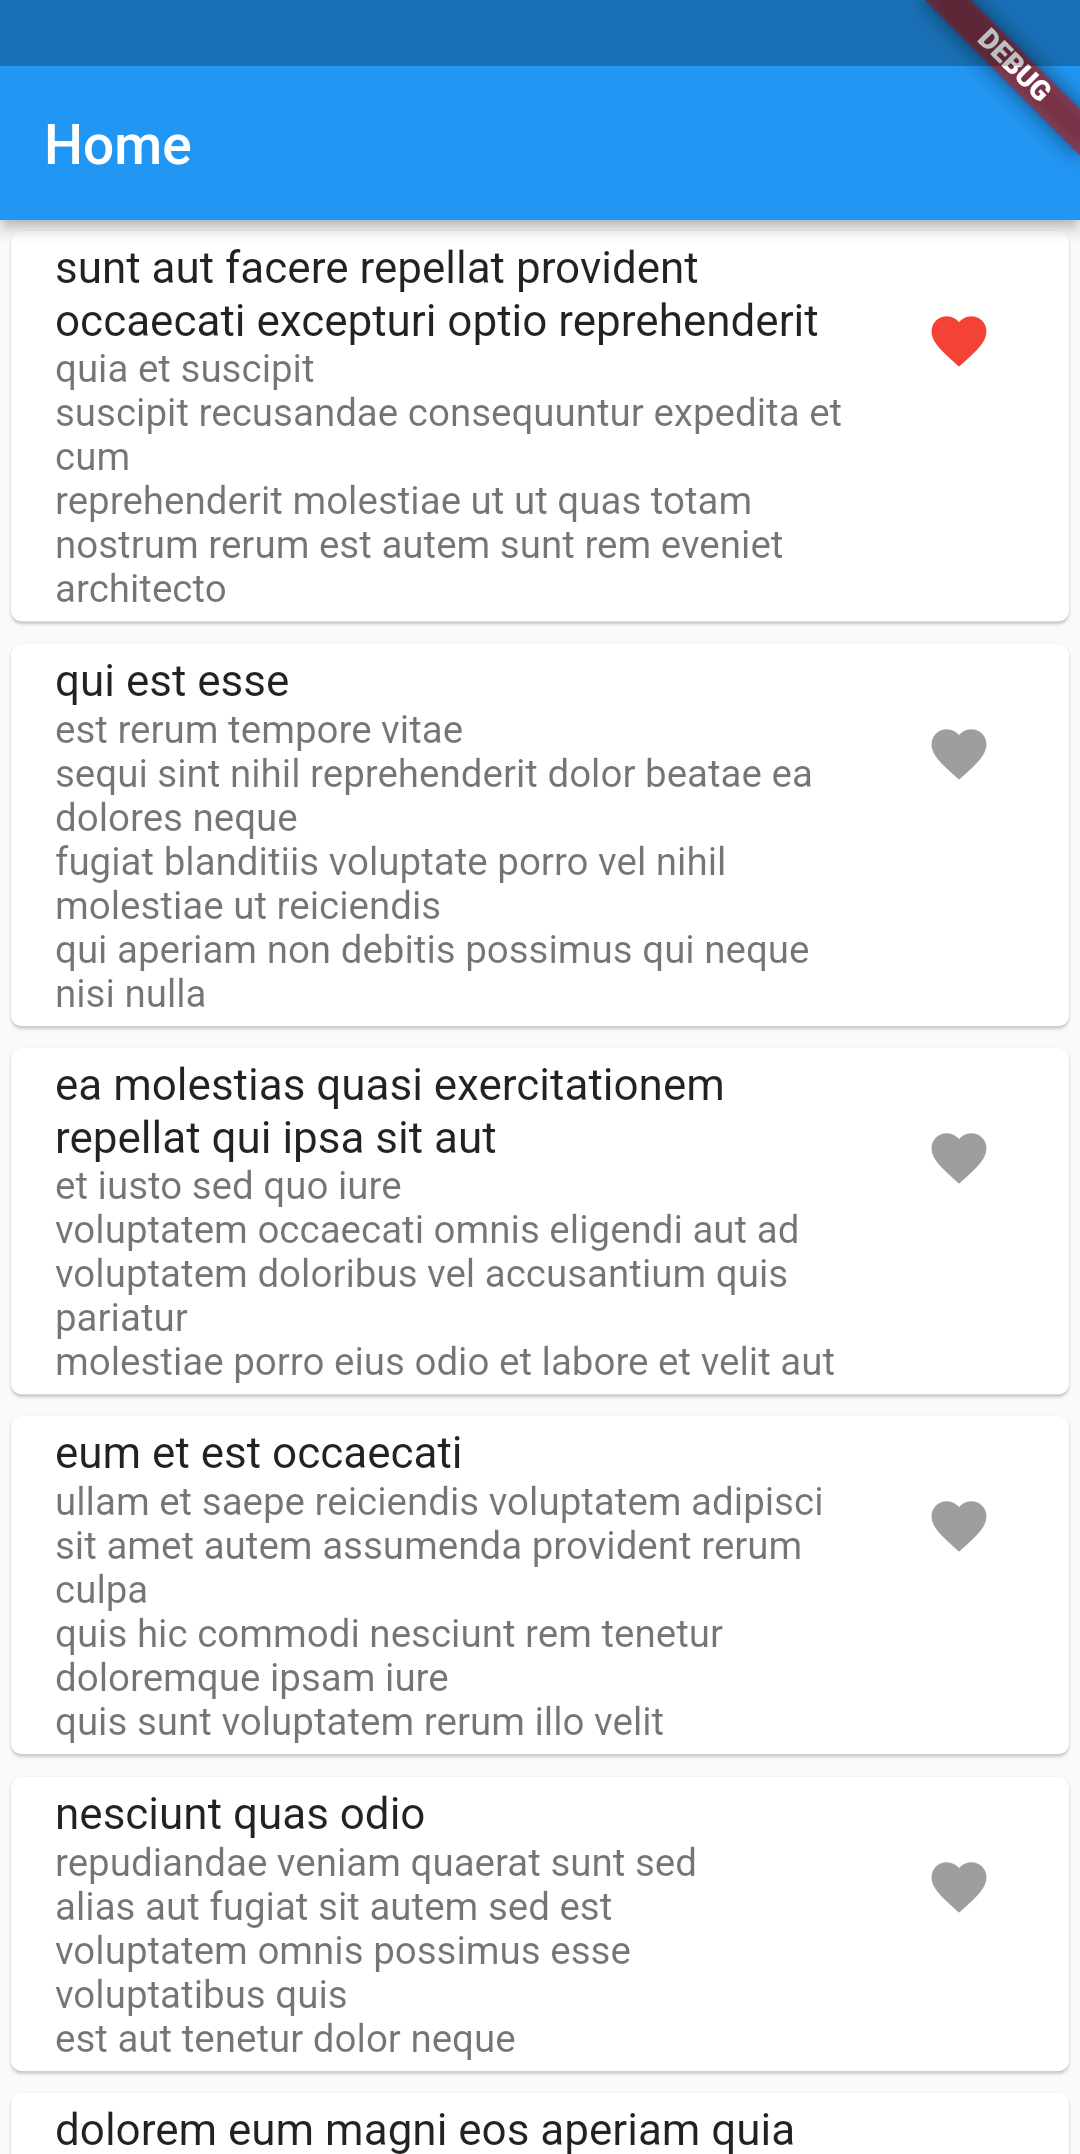 DEBUG
Home
sunt aut facere repellat provident
occaecati excepturi optio reprehenderit
quia et suscipit
suscipit recusandae consequuntur expedita et
cum
reprehenderit molestiae ut ut quas totam
nostrum rerum est autem sunt rem eveniet
architecto
qui est esse
est rerum tempore vitae
sequi sint nihil reprehenderit dolor beatae ea
dolores neque
fugiat blanditiis voluptate porro vel nihil
molestiae ut reiciendis
qui aperiam non debitis possimus qui neque
nisi nulla
ea molestias quasi exercitationem
repellat qui ipsa sit aut
et iusto sed quo iure
voluptatem occaecati omnis eligendi aut ad
voluptatem doloribus vel accusantium quis
pariatur
molestiae porro eius odio et labore et velit aut
eum et est occaecati
ullam et saepe reiciendis voluptatem adipisci
sit amet autem assumenda provident rerum
culpa
quis hic commodi nesciunt rem tenetur
doloremque ipsam iure
quis sunt voluptatem rerum illo velit
nesciunt quas odio
repudiandae veniam quaerat sunt sed
alias aut fugiat sit autem sed est
voluptatem omnis possimus esse
voluptatibus quis
est aut tenetur dolor neque
dolorem eum magni eos aperiam quia